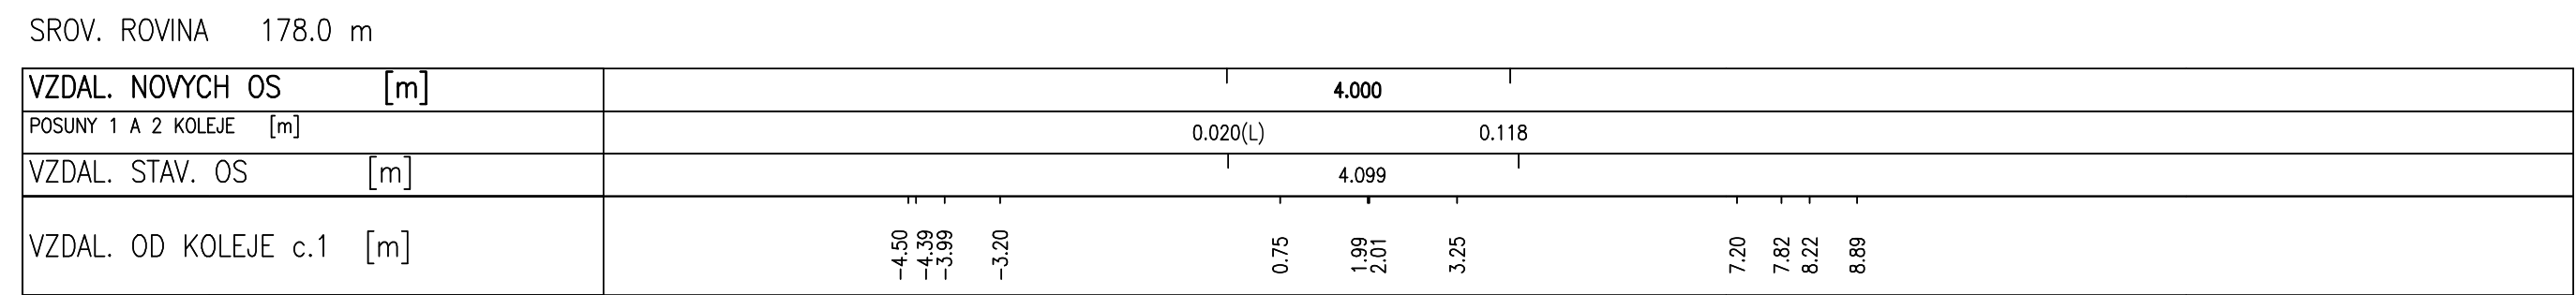 SROV. ROVINA 178.0 m
VZDAL. NOVYCH OS [m] 4.000
POSUNY 1 A 2 KOLEJE [m] 0.020(L) 0.118
VZDAL. STAV. OS [m] 4.099
VZDAL. OD KOLEJE c.1 [m] -4.50 -4.39 -3.99 -3.20 0.75 1.99 2.01 3.25 7.20 7.82 8.22 8.89